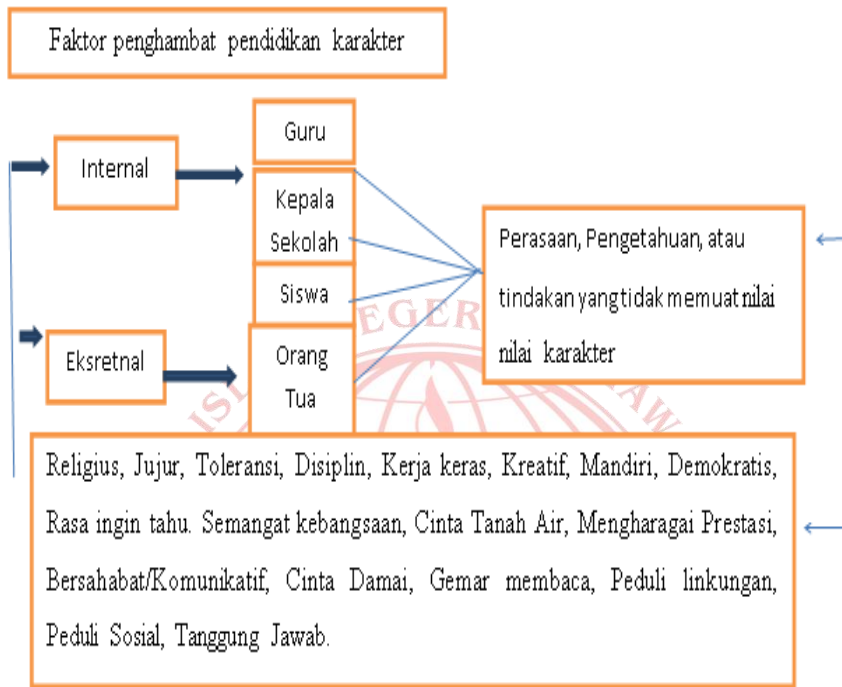 Faktor penghambat pendidikan karakter
Guru
Internal
Kepala
Sekolah
Siswa
Perasaan, Pengetahuan, atau
tindakan yang tidak memuat nilai
nilai karakter
Eksretnal
Orang
Tua
Religius, Jujur, Toleransi, Disiplin, Kerja keras, Kreatif, Mandiri, Demokratis,
Rasa ingin tahu. Semangat kebangsaan, Cinta Tanah Air, Mengharagai Prestasi,
Bersahabat/Komunikatif, Cinta Damai, Gemar membaca, Peduli linkungan,
Peduli Sosial, Tanggung Jawab.